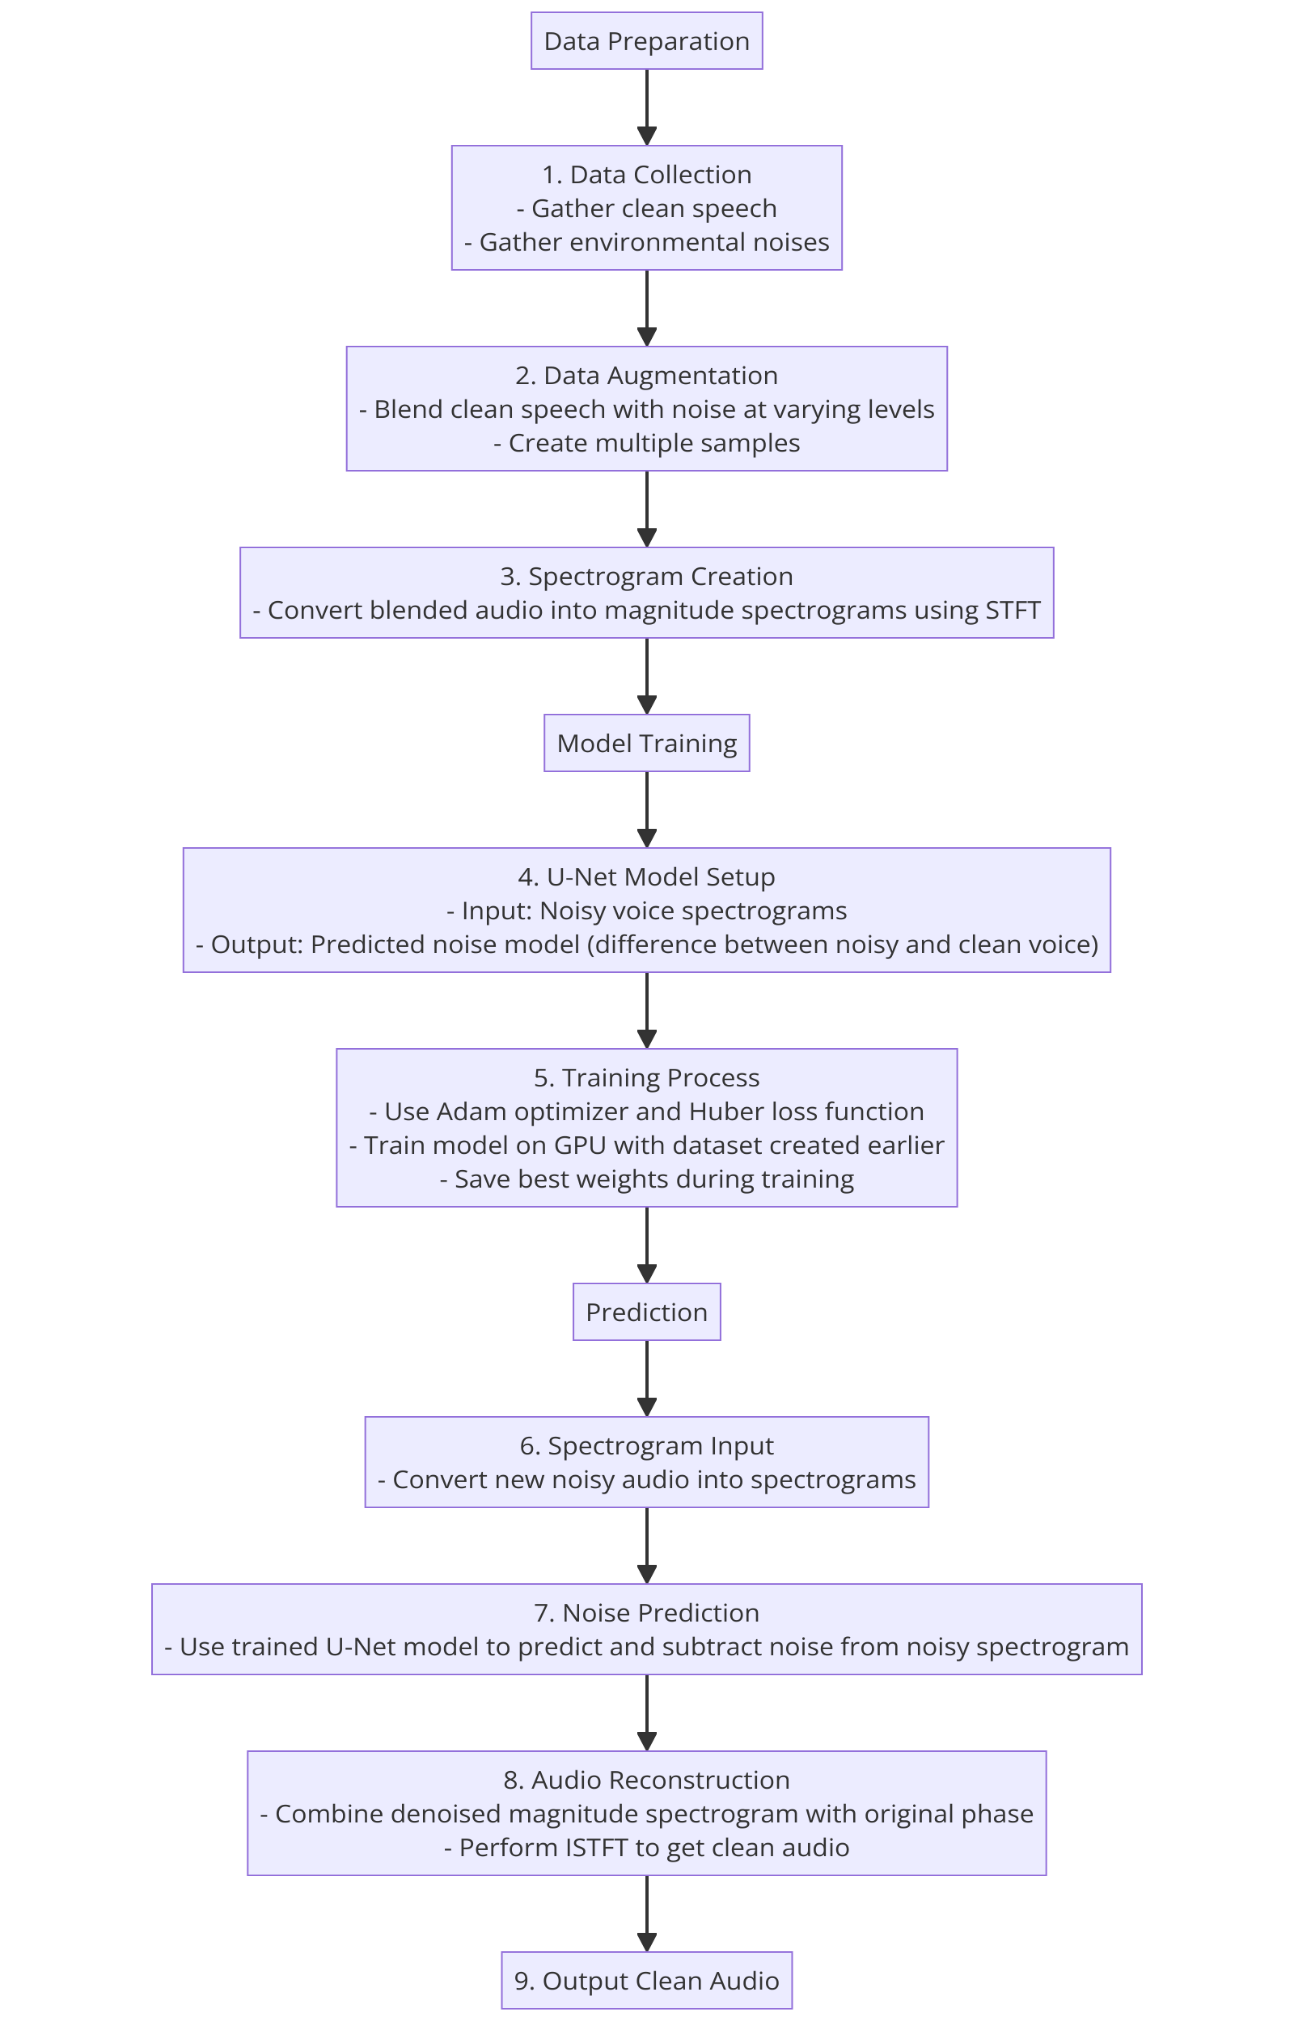 Data Preparation
1. Data Collection
- Gather clean speech
- Gather environmental noises
2. Data Augmentation
- Blend clean speech with noise at varying levels
- Create multiple samples
3. Spectrogram Creation
- Convert blended audio into magnitude spectrograms using STFT
Model Training
4. U-Net Model Setup
- Input: Noisy voice spectrograms
- Output: Predicted noise model (difference between noisy and clean voice)
5. Training Process
- Use Adam optimizer and Huber loss function
- Train model on GPU with dataset created earlier
- Save best weights during training
Prediction
6. Spectrogram Input
- Convert new noisy audio into spectrograms
7. Noise Prediction
- Use trained U-Net model to predict and subtract noise from noisy spectrogram
8. Audio Reconstruction
- Combine denoised magnitude spectrogram with original phase
- Perform ISTFT to get clean audio
9. Output Clean Audio